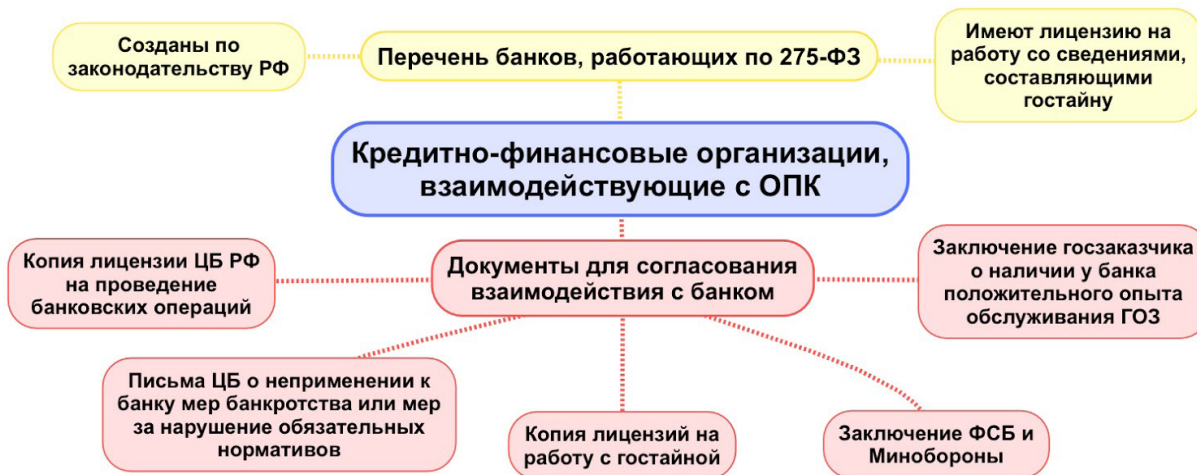 Созданы по
законодательству РФ
Перечень банков, работающих по 275-ФЗ
Имеют лицензию на
работу со сведениями,
составляющими
гостайну
Кредитно-финансовые организации,
взаимодействующие с ОПК
Копия лицензии ЦБ РФ
на проведение
банковских операций
Документы для согласования
взаимодействия с банком
Заключение госзаказчика
о наличии у банка
положительного опыта
обслуживания ГОЗ
Письма ЦБ о неприменении к
банку мер банкротства или мер
за нарушение обязательных
нормативов
Копия лицензий на
работу с гостайной
Заключение ФСБ и
Минобороны